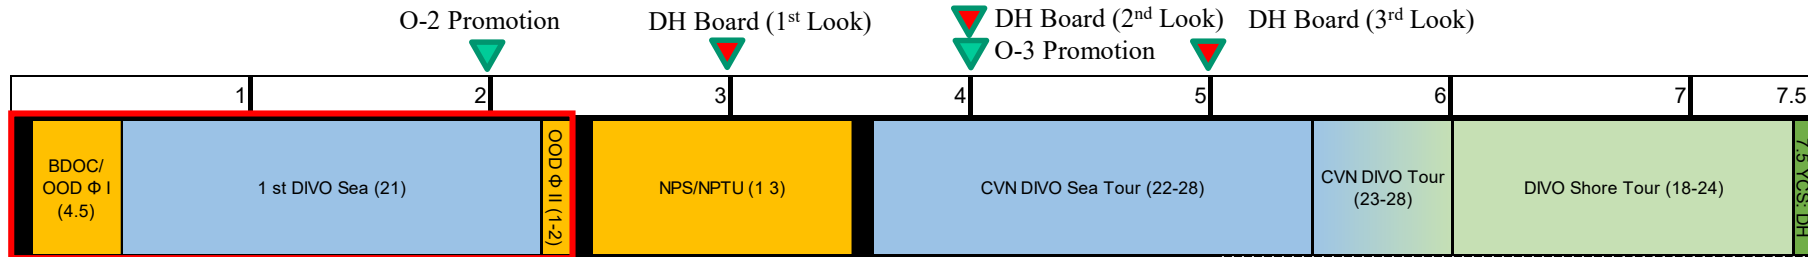 O-2 Promotion
DH Board (1st Look)
DH Board (2nd Look)
DH Board (3rd Look)
O-3 Promotion
1
2
3
4
5
6
7
7.5
BDOC/
OOD Φ I
(4.5)
1 st DIVO Sea (21)
OOD Φ II (1-2)
NPS/NPTU (1 3)
CVN DIVO Sea Tour (22-28)
CVN DIVO Tour
(23-28)
DIVO Shore Tour (18-24)
7.5 YCS: DH